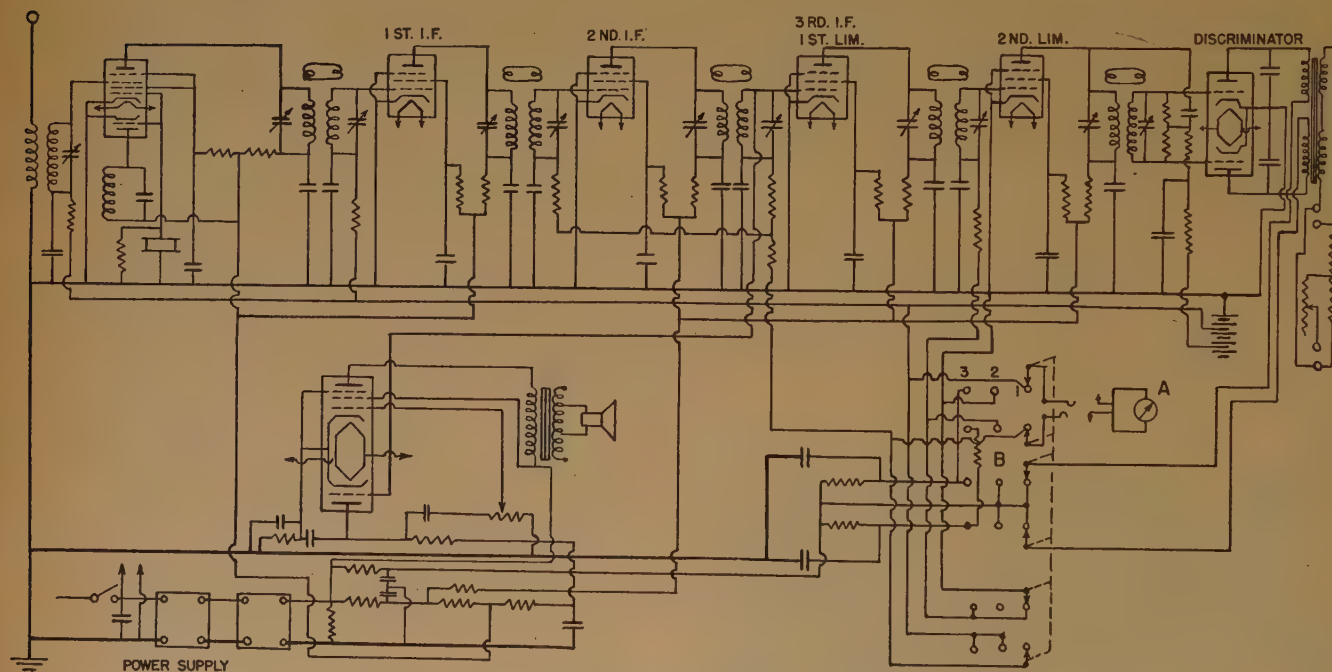 1 ST. I.F.
2 ND. I.F.
3 RD. I.F.
1 ST. LIM.
2 ND. LIM.
DISCRIMINATOR
3
2
1
A
B
POWER SUPPLY